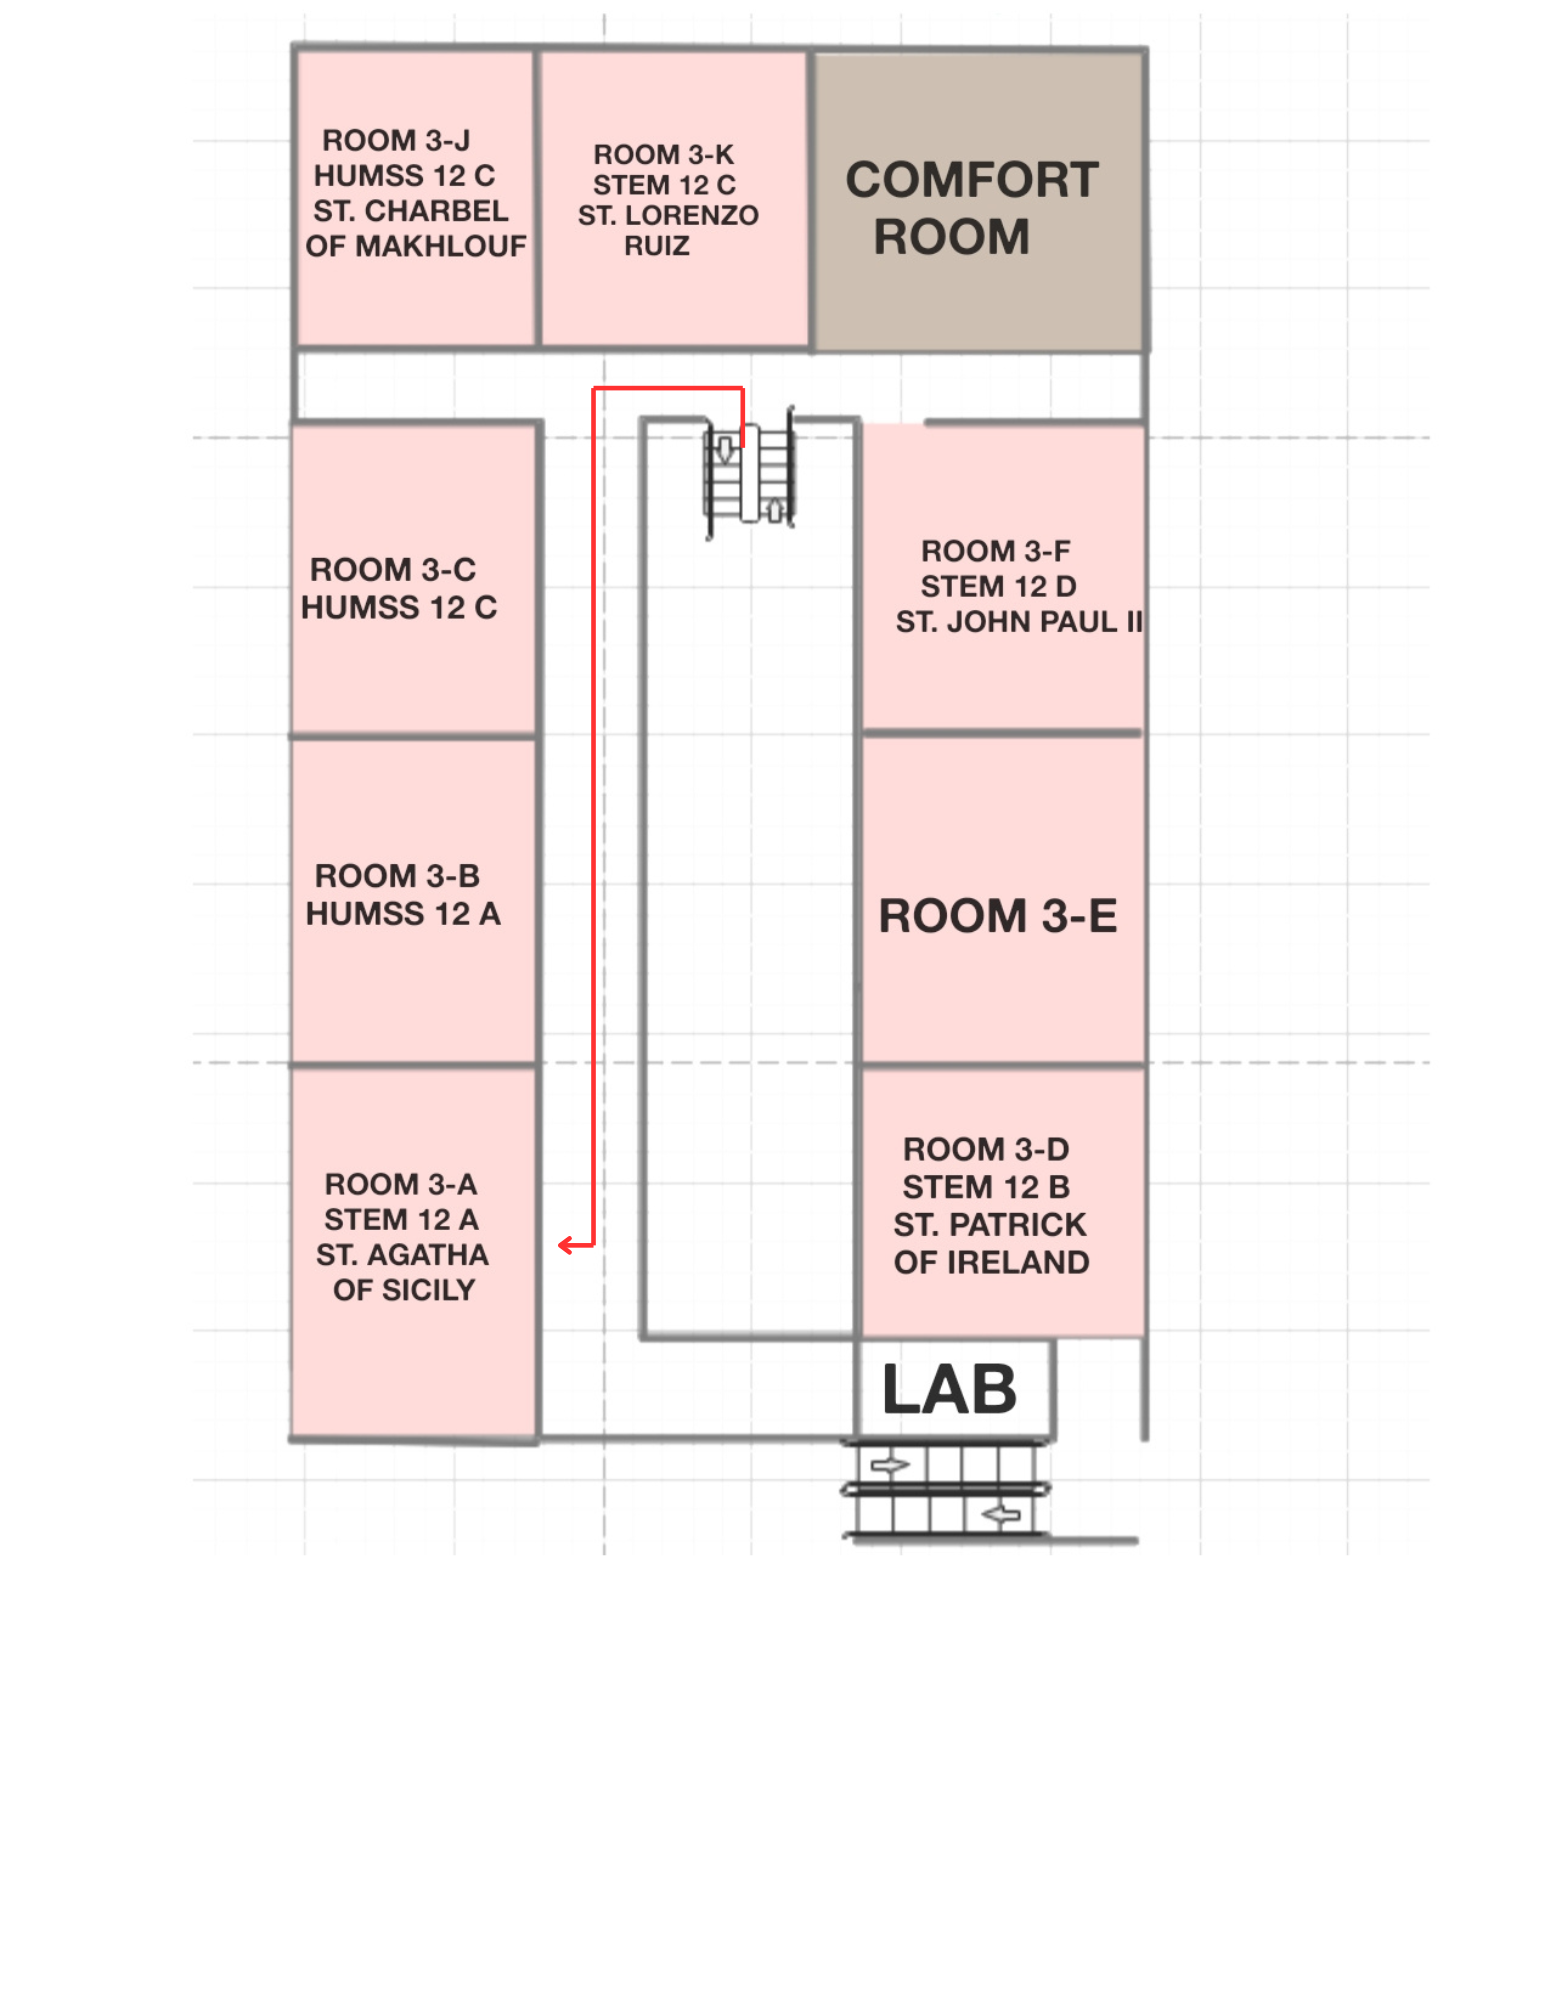 ROOM 3-J
HUMSS 12 C
ST. CHARBEL
OF MAKHLOUF
ROOM 3-K
STEM 12 C
ST. LORENZO
RUIZ
COMFORT
ROOM
ROOM 3-C
HUMSS 12 C
ROOM 3-F
STEM 12 D
ST. JOHN PAUL II
ROOM 3-B
HUMSS 12 A
ROOM 3-E
ROOM 3-A
STEM 12 A
ST. AGATHA
OF SICILY
ROOM 3-D
STEM 12 B
ST. PATRICK
OF IRELAND
LAB